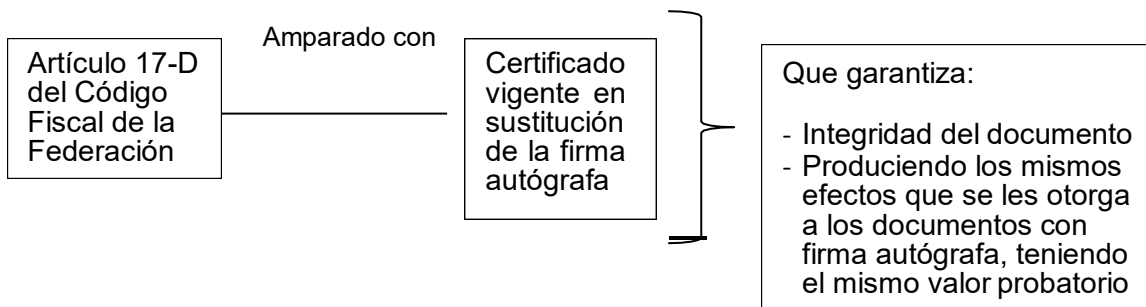 Artículo 17-D
del Código
Fiscal de la
Federación
Amparado con
Certificado
vigente en
sustitución
de la firma
autógrafa
Que garantiza:
- Integridad del documento
- Produciendo los mismos
efectos que se les otorga
a los documentos con
firma autógrafa, teniendo
el mismo valor probatorio